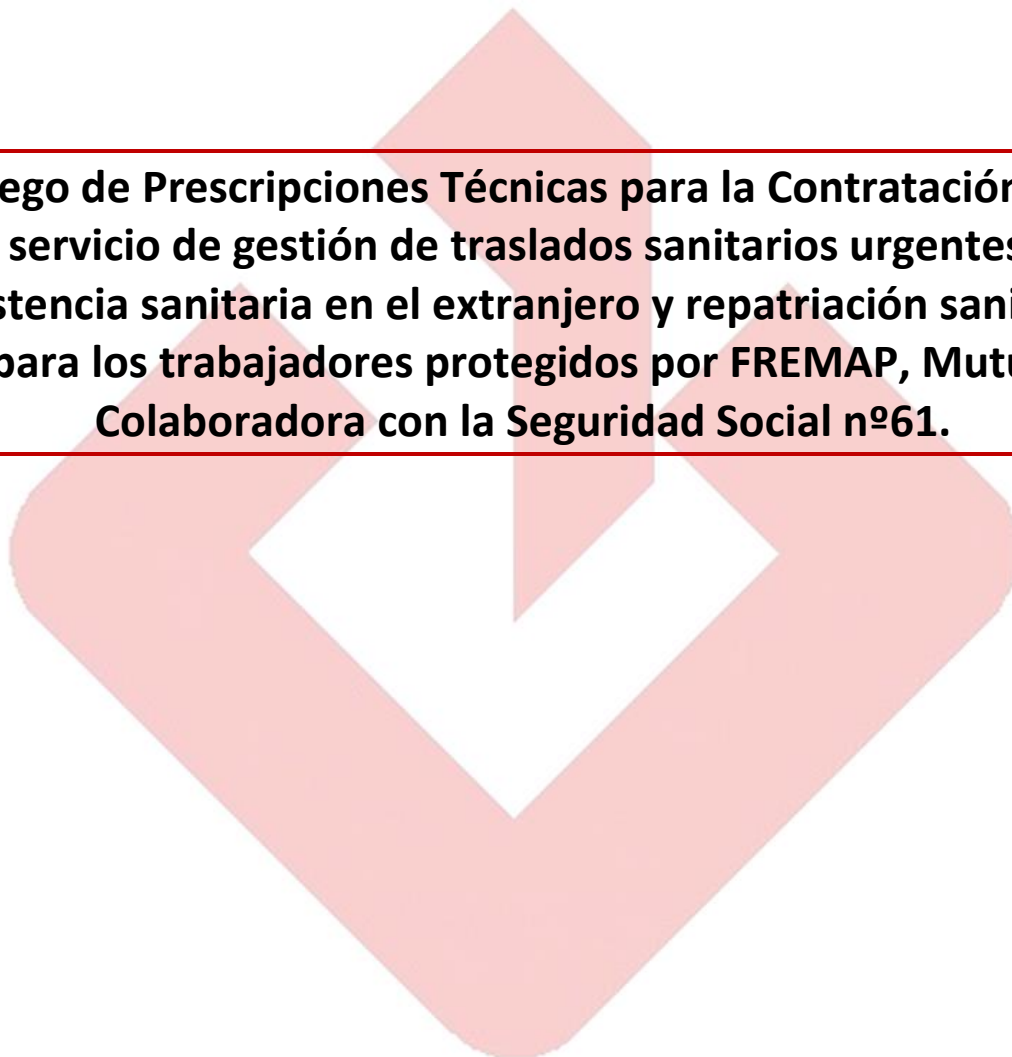 ego de Prescripciones Técnicas para la Contratación
servicio de gestión de traslados sanitarios urgentes
stencia sanitaria en el extranjero y repatriación sani
para los trabajadores protegidos por FREMAP, Mutu
Colaboradora con la Seguridad Social nº61.